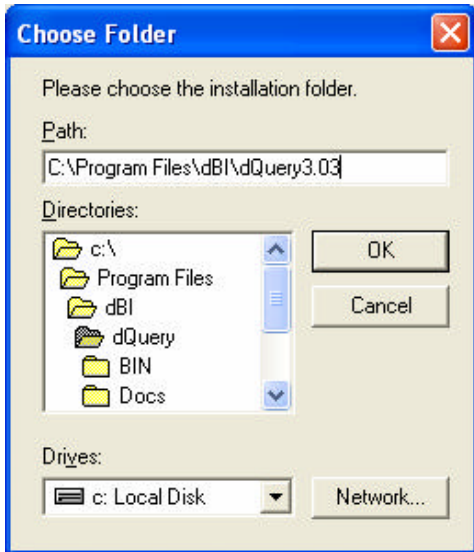 Choose Folder
Please choose the installation folder.
Path:
C:\Program Files\dBI\dQuery3.03
Directories:
c:\
Program Files
dBI
dQuery
BIN
Docs
OK
Cancel
Drives:
c: Local Disk
Network...